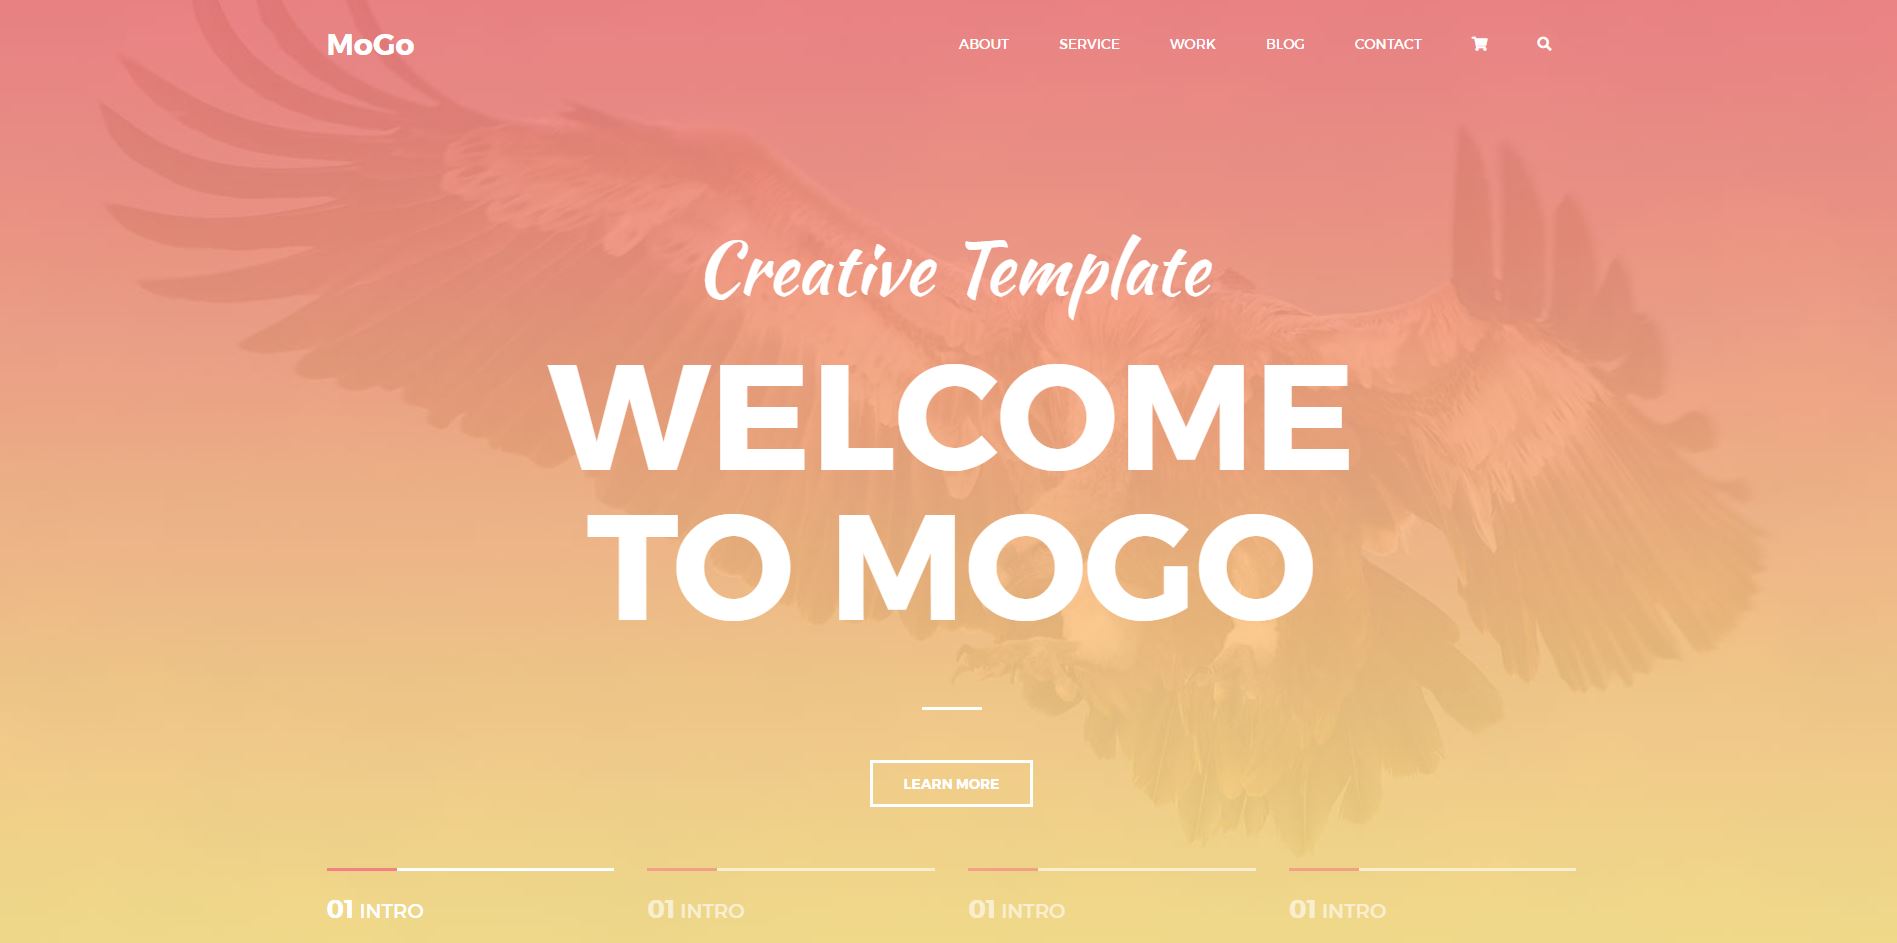 MoGo
ABOUT SERVICE WORK BLOG CONTACT
Creative Template
WELCOME
TO MOGO
LEARN MORE
01 INTRO
01 INTRO
01 INTRO
01 INTRO